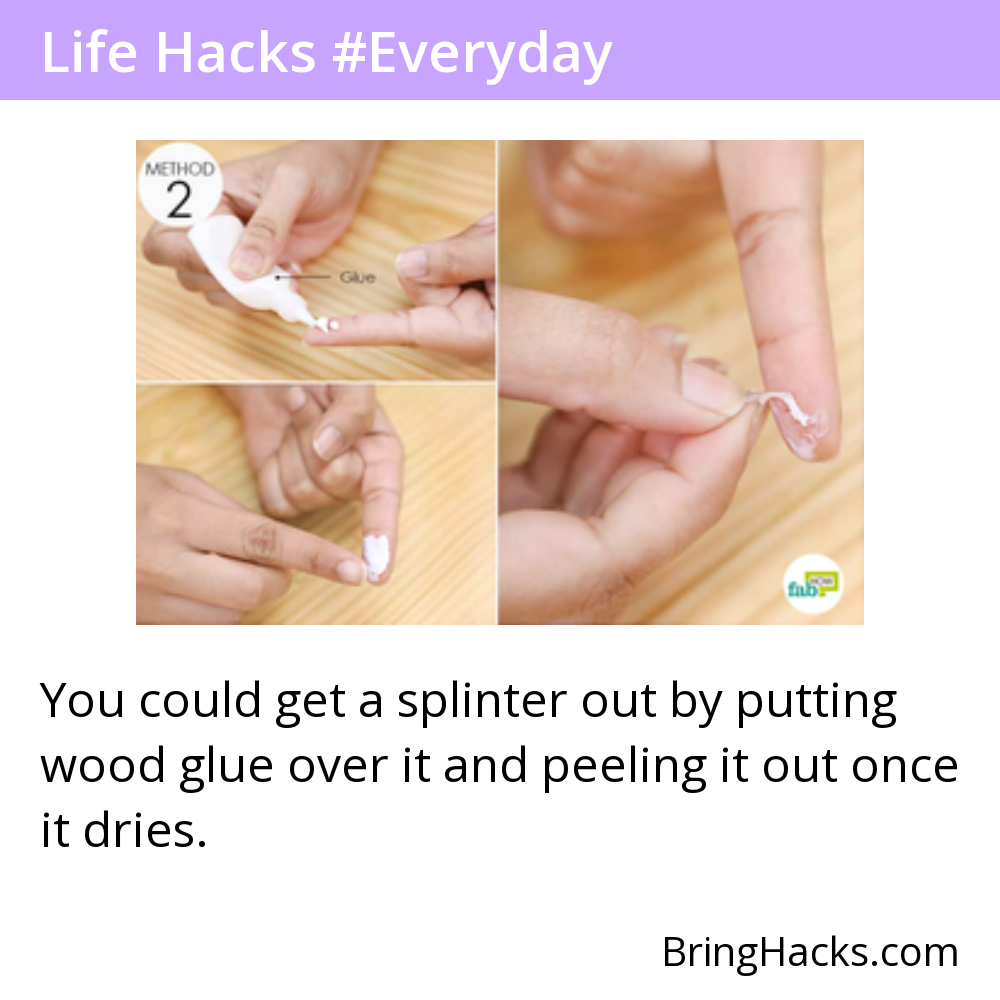 Life Hacks #Everyday
METHOD
2
Glue
fab
HOW
You could get a splinter out by putting
wood glue over it and peeling it out once
it dries.
BringHacks.com